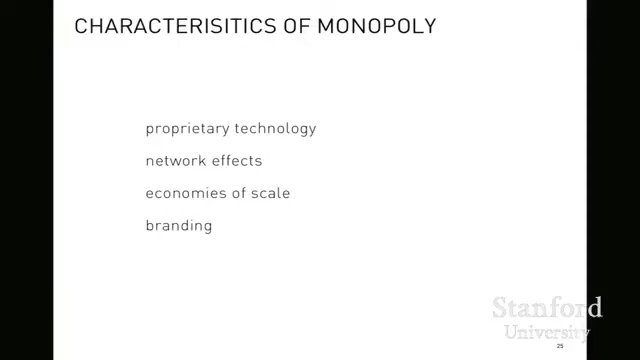 CHARACTERISITICS OF MONOPOLY
proprietary technology
network effects
economies of scale
branding
Stanford
University
25